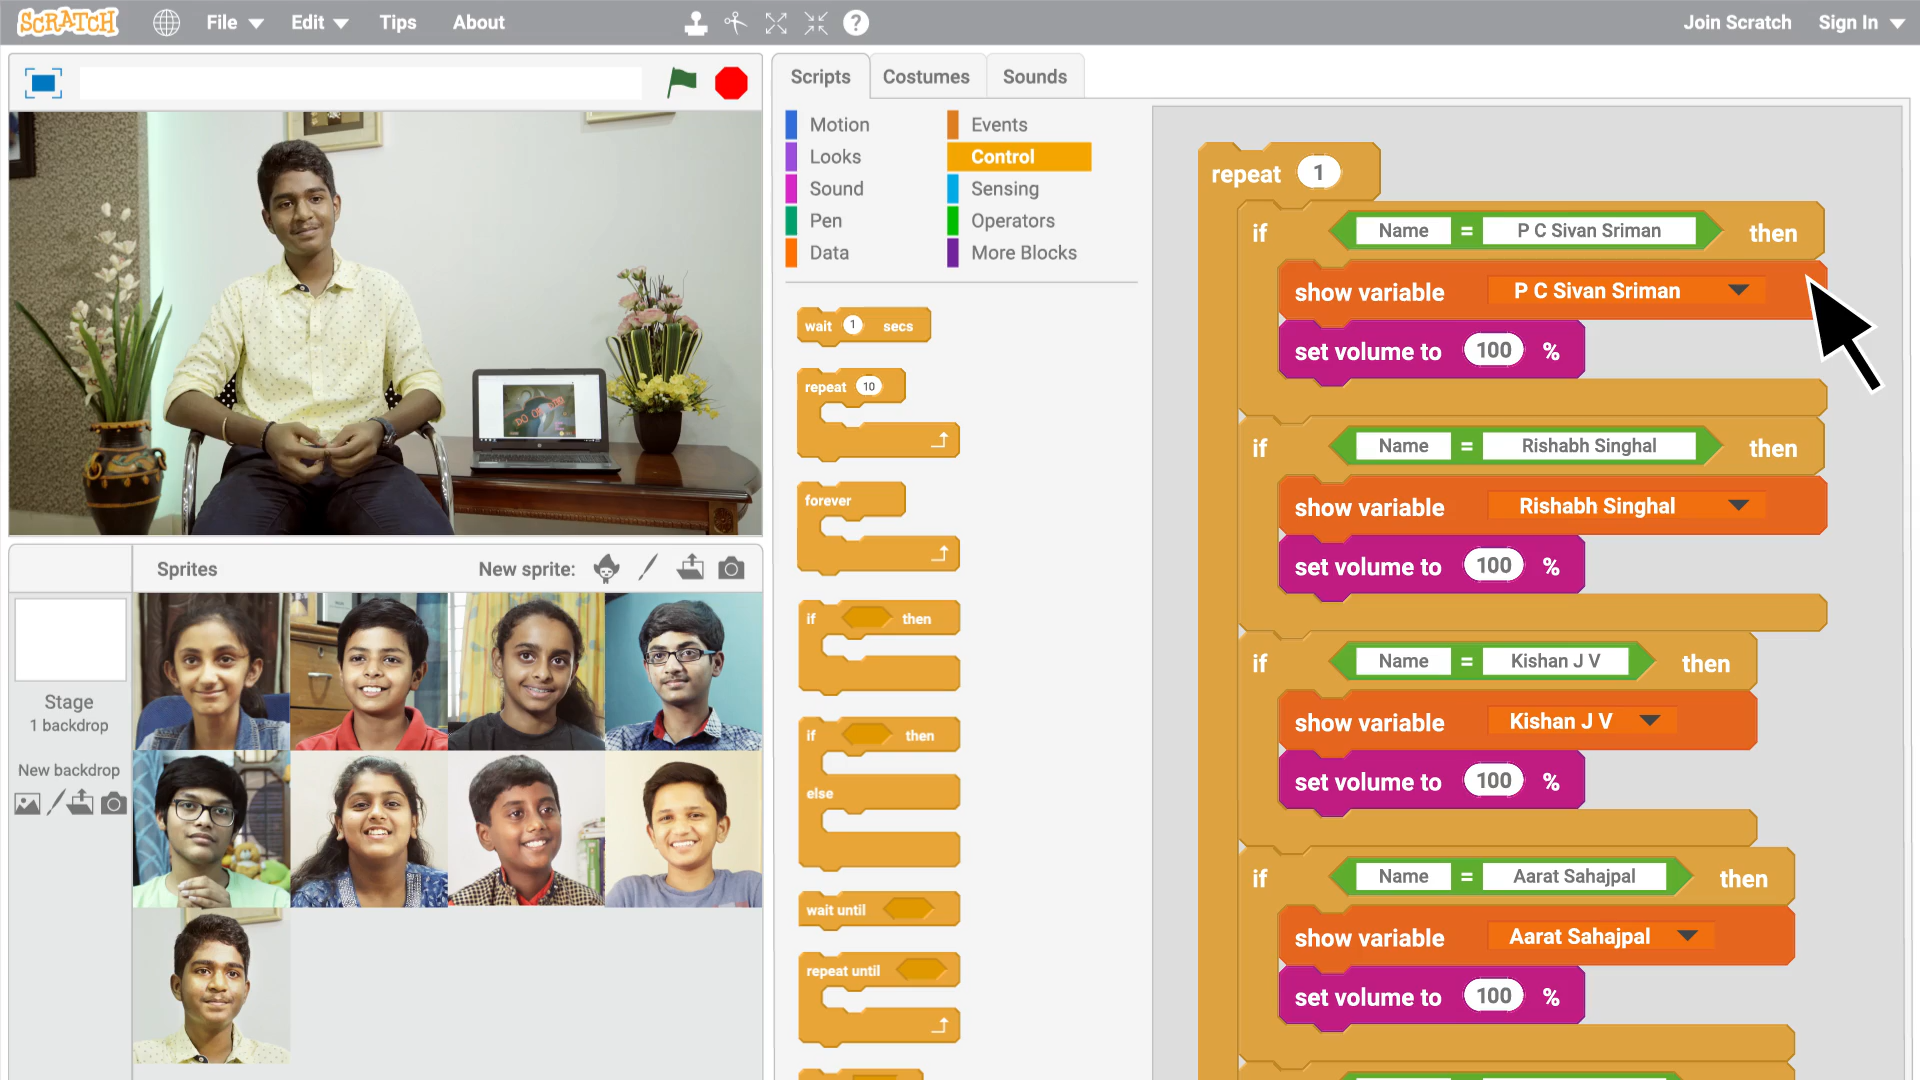 SCRATCH
File
Edit
Tips
About
?
Join Scratch
Sign In
Scripts
Costumes
Sounds
Motion
Looks
Sound
Pen
Data
Events
Control
Sensing
Operators
More Blocks
wait 1 secs
repeat 10
forever
if then
if then
else
wait until
repeat until
Sprites
New sprite:
Stage
1 backdrop
New backdrop
repeat 1
if Name = P C Sivan Sriman then
show variable P C Sivan Sriman
set volume to 100 %
if Name = Rishabh Singhal then
show variable Rishabh Singhal
set volume to 100 %
if Name = Kishan J V then
show variable Kishan J V
set volume to 100 %
if Name = Aarat Sahajpal then
show variable Aarat Sahajpal
set volume to 100 %